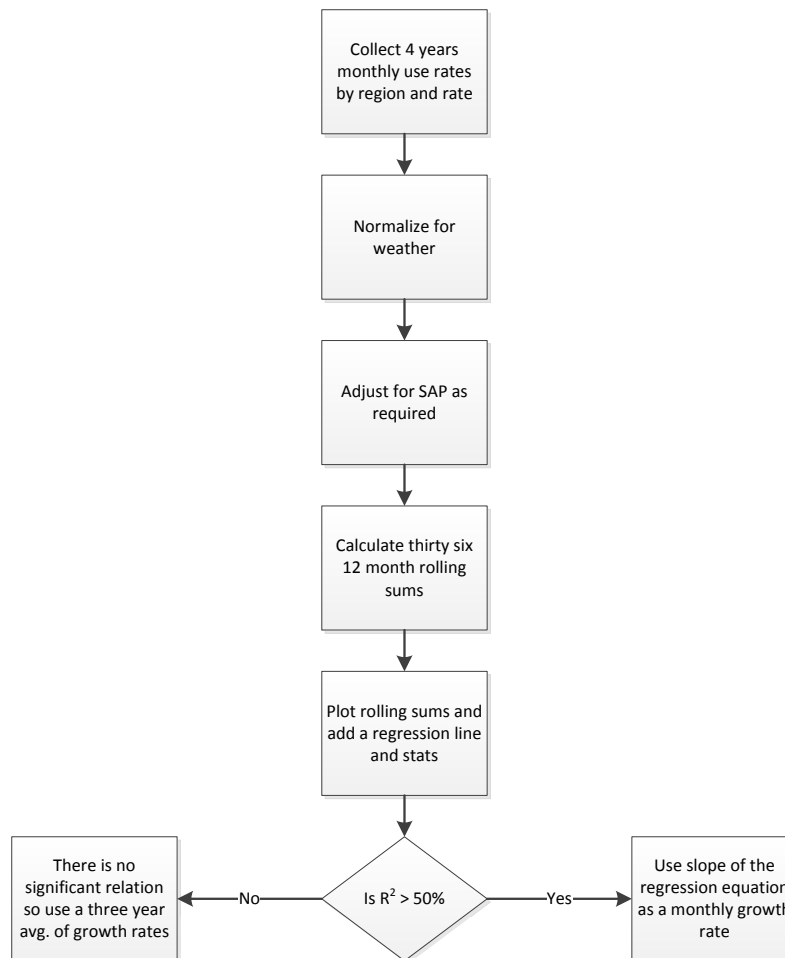 Collect 4 years
monthly use rates
by region and rate
Normalize for
weather
Adjust for SAP as
required
Calculate thirty six
12 month rolling
sums
Plot rolling sums and
add a regression line
and stats
There is no
significant relation
so use a three year
avg. of growth rates
No
Is R² > 50%
Yes
Use slope of the
regression equation
as a monthly growth
rate